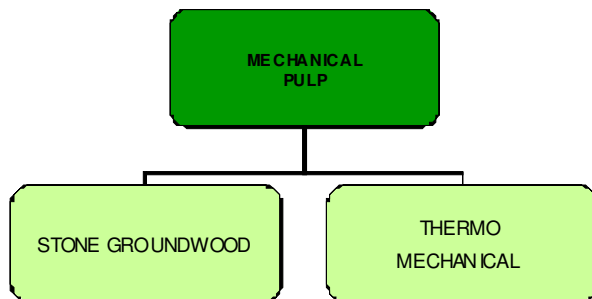 MECHANICAL
PULP
STONE GROUNDWOOD
THERMO
MECHANICAL